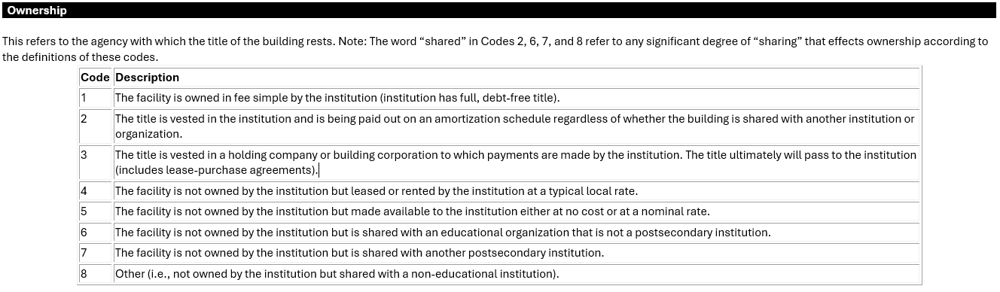 Ownership
This refers to the agency with which the title of the building rests. Note: The word “shared” in Codes 2, 6, 7, and 8 refer to any significant degree of “sharing” that effects ownership according to
the definitions of these codes.
Code Description
1 The facility is owned in fee simple by the institution (institution has full, debt-free title).
2 The title is vested in the institution and is being paid out on an amortization schedule regardless of whether the building is shared with another institution or
organization.
3 The title is vested in a holding company or building corporation to which payments are made by the institution. The title ultimately will pass to the institution
(includes lease-purchase agreements).
4 The facility is not owned by the institution but leased or rented by the institution at a typical local rate.
5 The facility is not owned by the institution but made available to the institution either at no cost or at a nominal rate.
6 The facility is not owned by the institution but is shared with an educational organization that is not a postsecondary institution.
7 The facility is not owned by the institution but is shared with another postsecondary institution.
8 Other (i.e., not owned by the institution but shared with a non-educational institution).